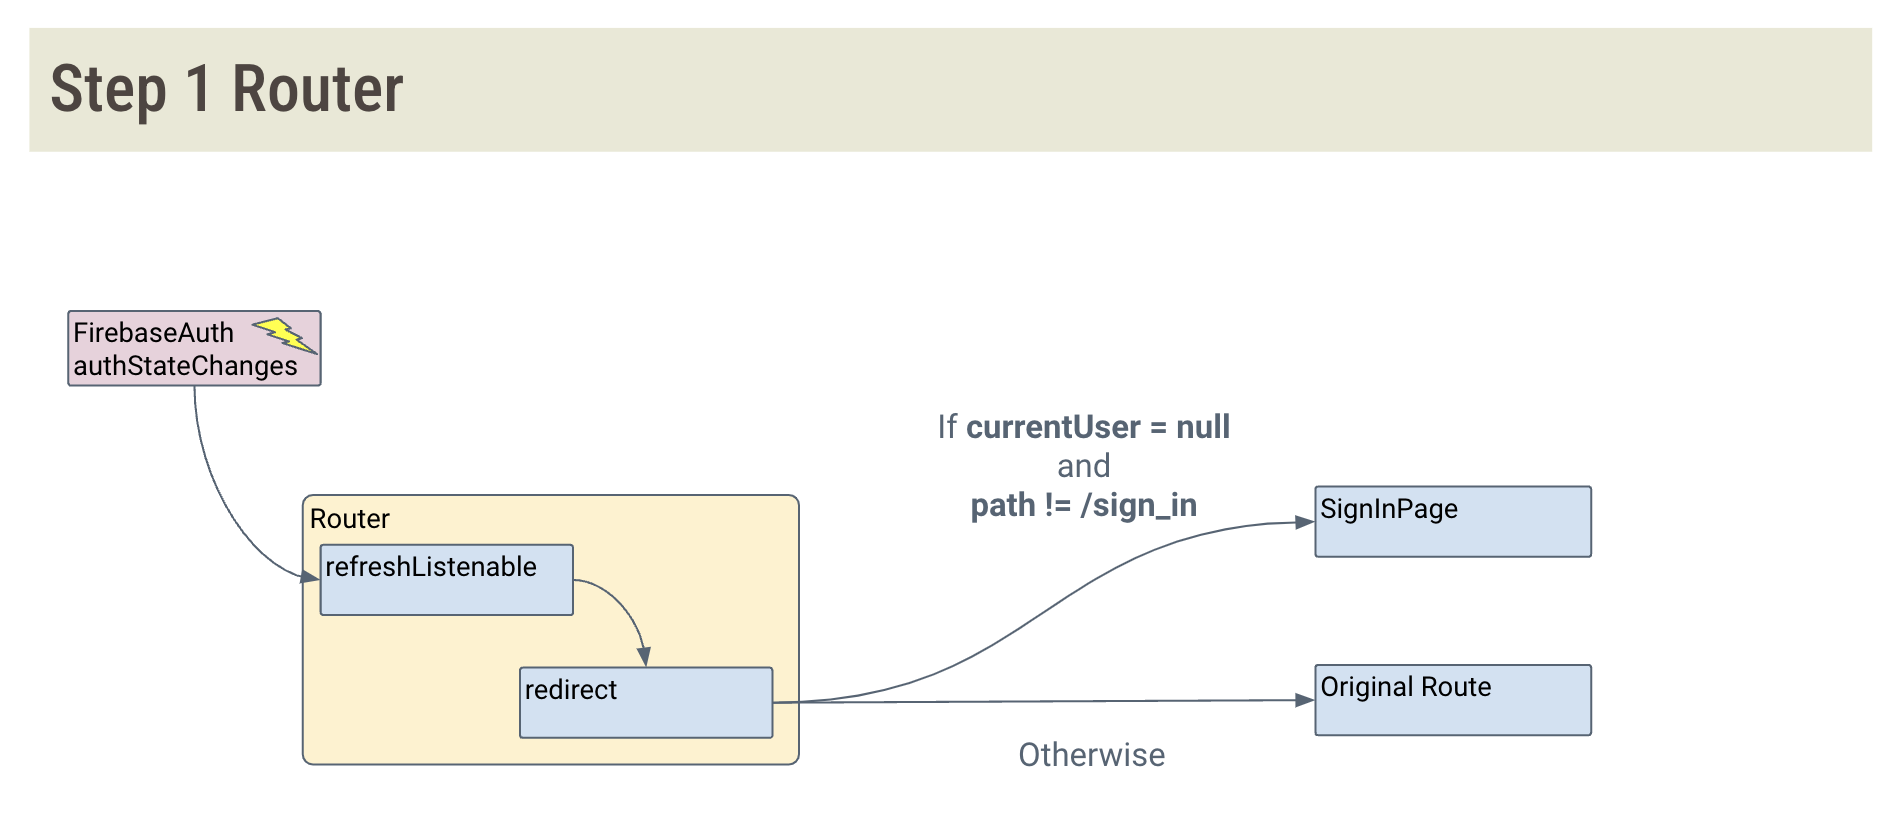 Step 1 Router
FirebaseAuth
authStateChanges
If currentUser = null
and
path != /sign_in
Router
refreshListenable
redirect
SignInPage
Original Route
Otherwise